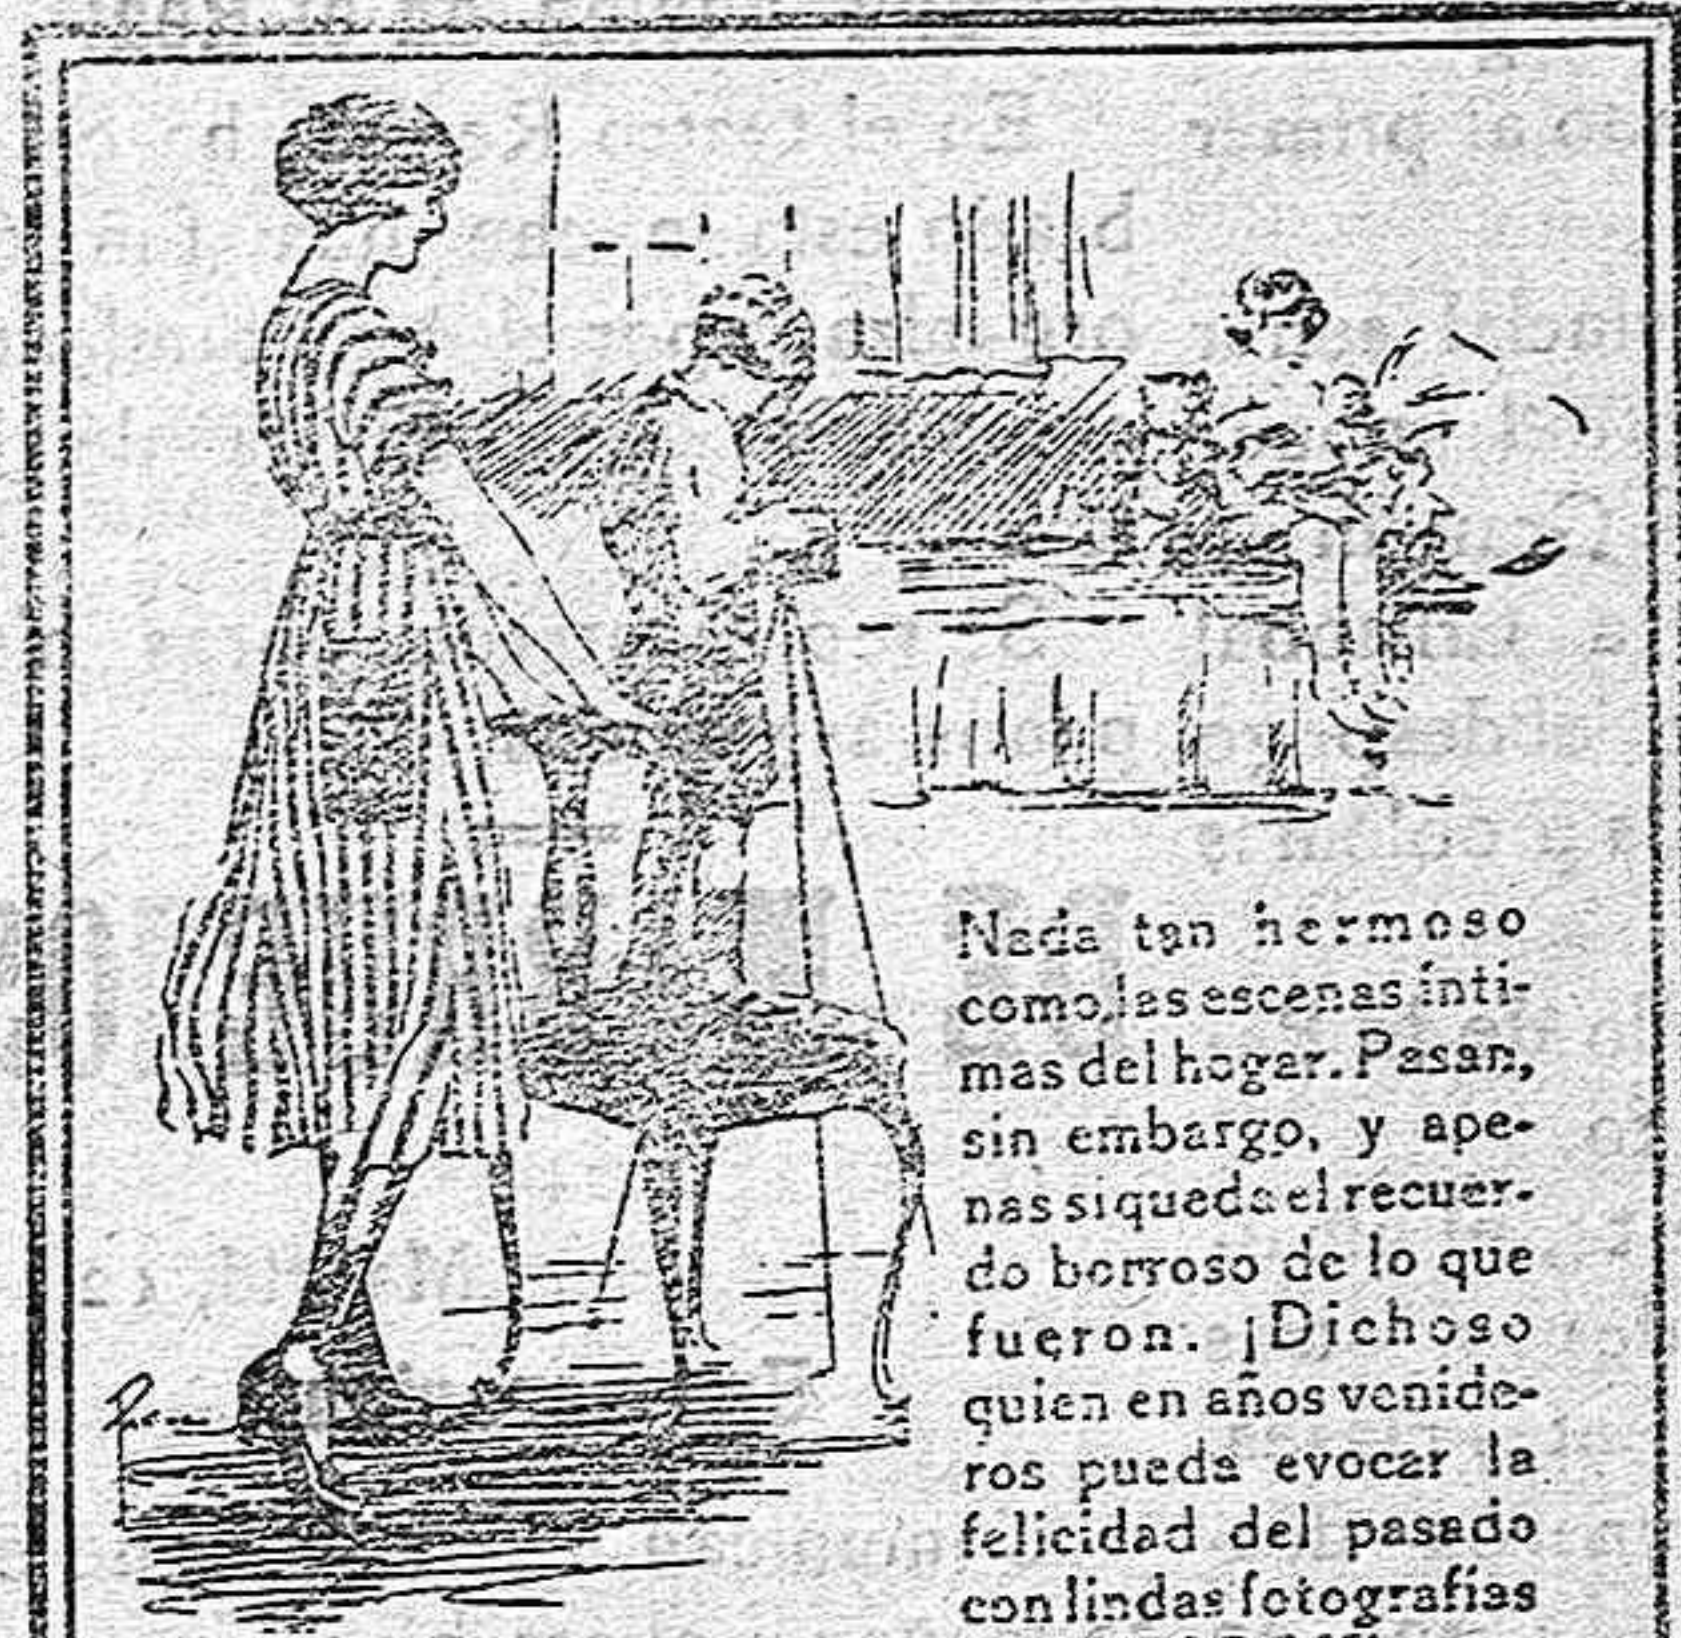 Nada tan hermoso
como las escenas ínti-
mas del hogar. Pasan,
sin embargo, y ape-
nas si queda el recuer-
do borroso de lo que
fueron. ¡Dichoso
quien en años venide-
ros pueda evocar la
felicidad del pasado
con lindas fotografías